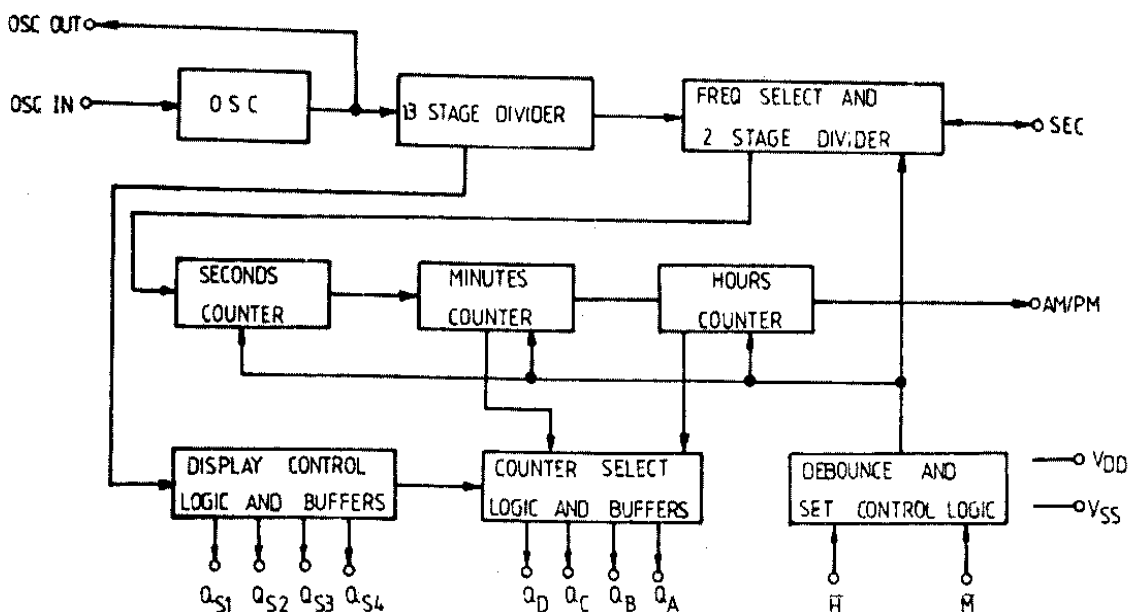 OSC OUT
OSC IN
OSC
13 STAGE DIVIDER
FREQ SELECT AND
2 STAGE DIVIDER
SEC
SECONDS
COUNTER
MINUTES
COUNTER
HOURS
COUNTER
AM/PM
DISPLAY CONTROL
LOGIC AND BUFFERS
COUNTER SELECT
LOGIC AND BUFFERS
DEBOUNCE AND
SET CONTROL LOGIC
VDD
VSS
QS1 QS2 QS3 QS4
QD QC QB QA
H̅ M̅